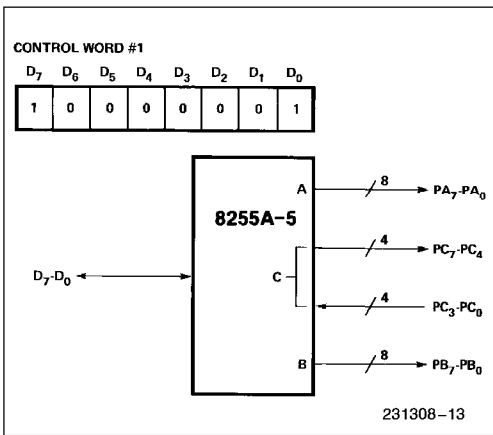 CONTROL WORD #1
D7 D6 D5 D4 D3 D2 D1 D0
1 0 0 0 0 0 0 1
A 8 PA7-PA0
8255A-5
4 PC7-PC4
D7-D0 C
4 PC3-PC0
B 8 PB7-PB0
231308-13